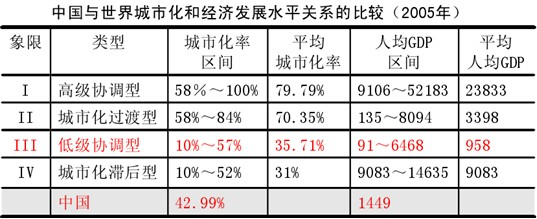 中国与世界城市化和经济发展水平关系的比较（2005年）
象限 类型 城市化率区间 平均城市化率 人均GDP区间 平均人均GDP
I 高级协调型 58%～100% 79.79% 9106～52183 23833
II 城市化过渡型 58%～84% 70.35% 135～8094 3398
III 低级协调型 10%～57% 35.71% 91～6468 958
IV 城市化滞后型 10%～52% 31% 9083～14635 9083
中国 42.99% 1449